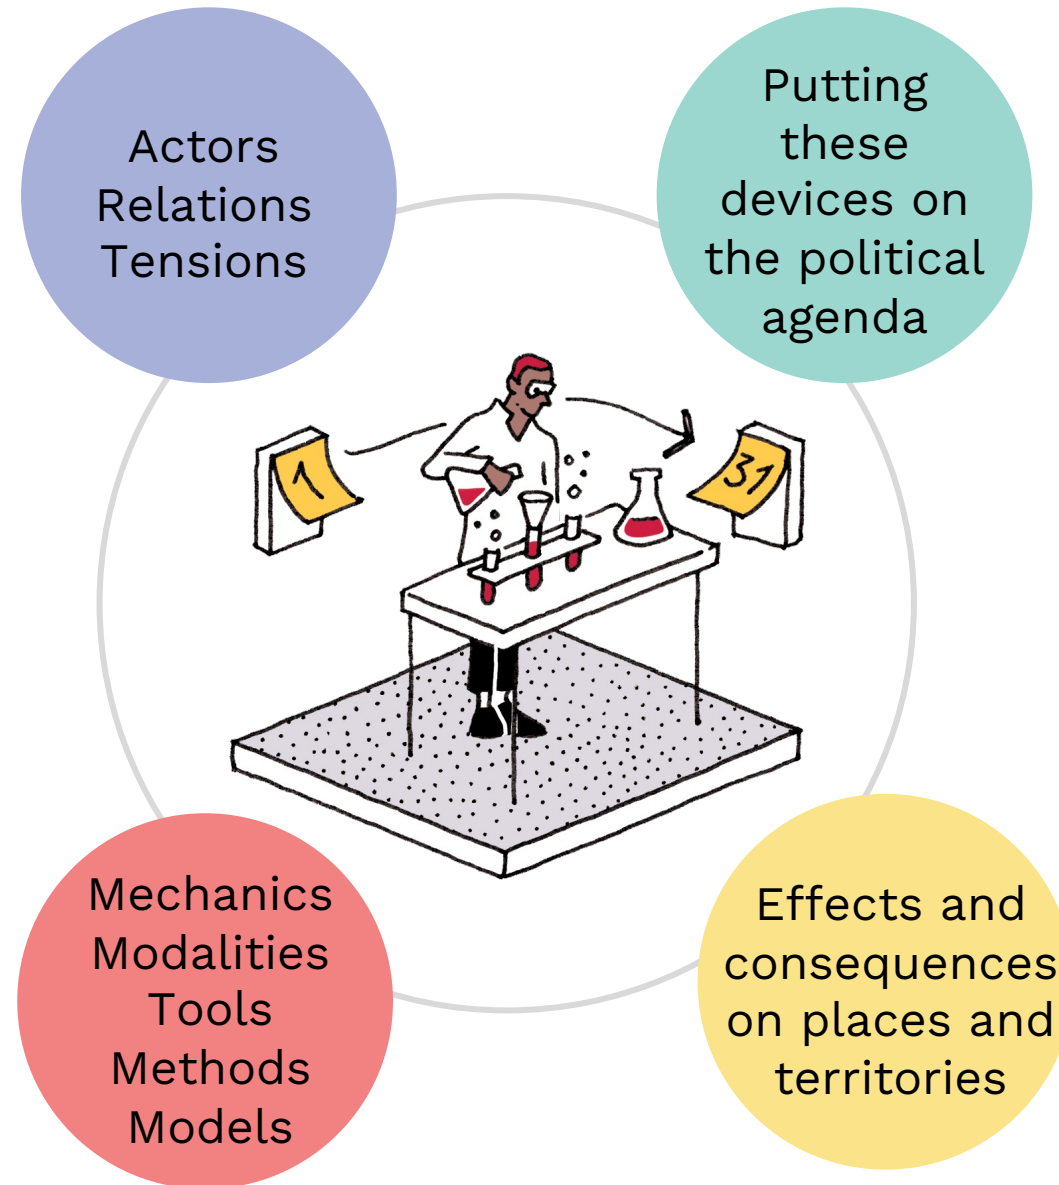 Actors
Relations
Tensions
Putting
these
devices on
the political
agenda
1
31
Mechanics
Modalities
Tools
Methods
Models
Effects and
consequences
on places and
territories